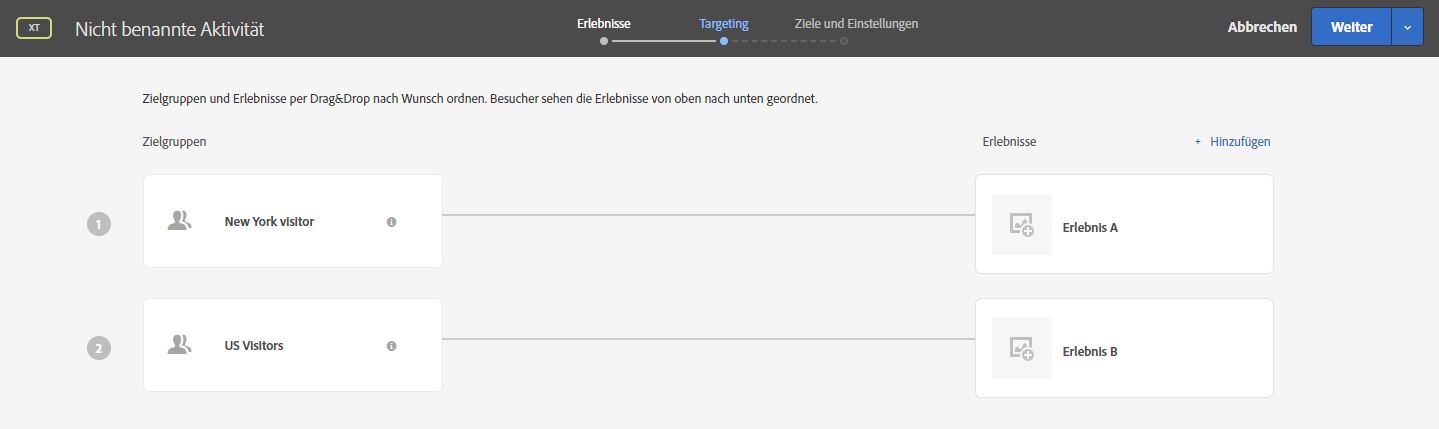 XT
Nicht benannte Aktivität
Erlebnisse
Targeting
Ziele und Einstellungen
Abbrechen
Weiter
Zielgruppen und Erlebnisse per Drag&Drop nach Wunsch ordnen. Besucher sehen die Erlebnisse von oben nach unten geordnet.
Zielgruppen
Erlebnisse
+ Hinzufügen
1
New York visitor
Erlebnis A
2
US Visitors
Erlebnis B